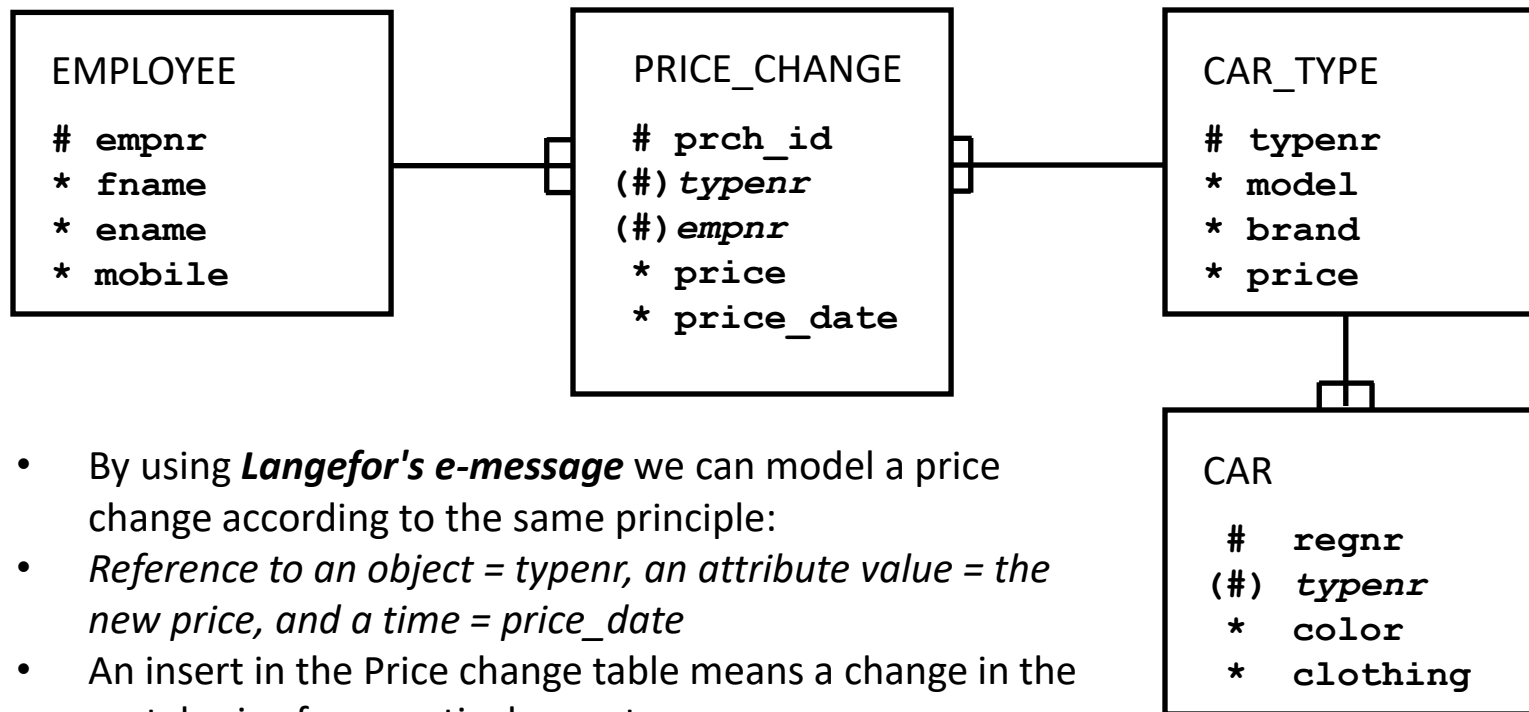 EMPLOYEE
# empnr
* fname
* ename
* mobile
PRICE_CHANGE
# prch_id
(#) typenr
(#) empnr
* price
* price_date
CAR_TYPE
# typenr
* model
* brand
* price
• By using Langefor's e-message we can model a price
change according to the same principle:
• Reference to an object = typenr, an attribute value = the
new price, and a time = price_date
• An insert in the Price change table means a change in the
CAR
# regnr
(#) typenr
* color
* clothing